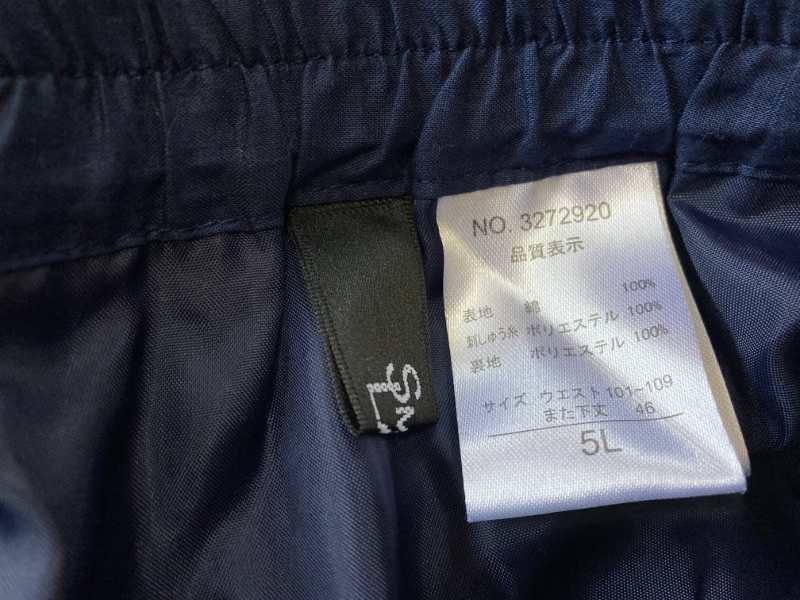 NO. 3272920
品質表示
表地 綿 100%
刺しゅう糸 ポリエステル 100%
裏地 ポリエステル 100%
サイズ ウエスト 101~109
また下丈 46
5L